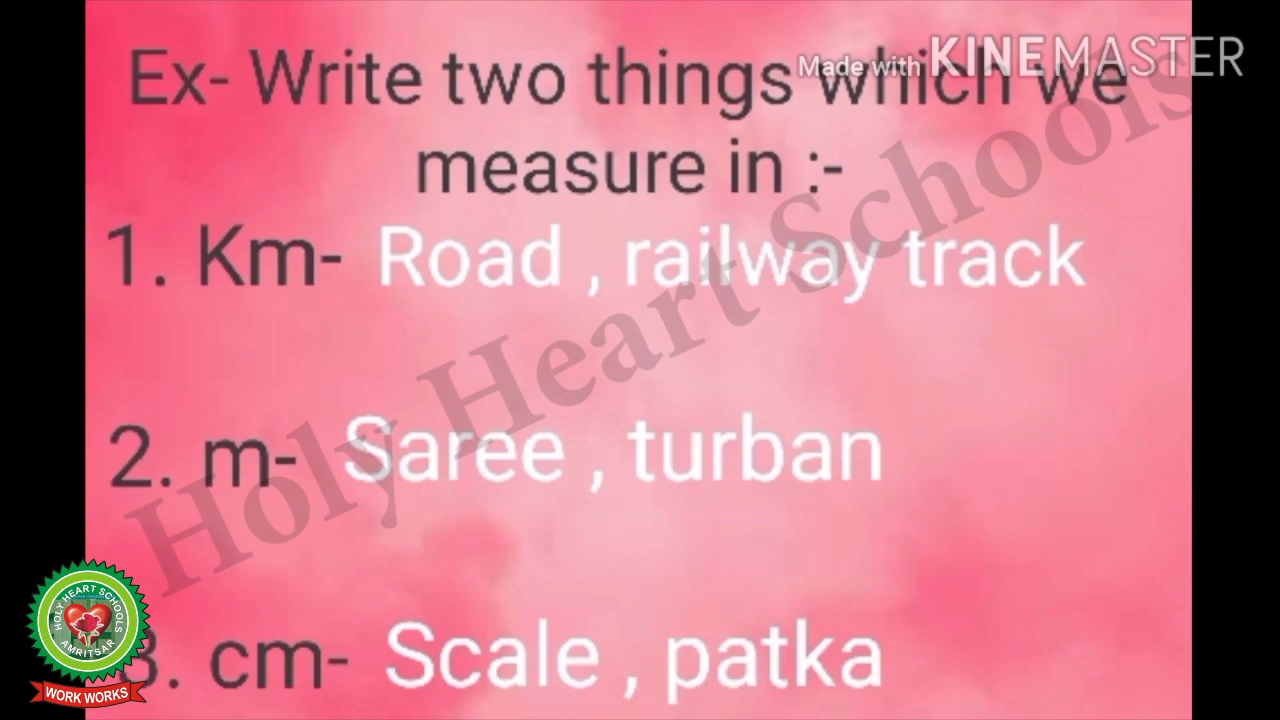 Ex- Write two things which we
Made with KINEMASTER
measure in :-
1. Km- Road , railway track
2. m- Saree , turban
3. cm- Scale , patka
Holy Heart Schools
HOLY HEART SCHOOLS
AMRITSAR
WORK WORKS